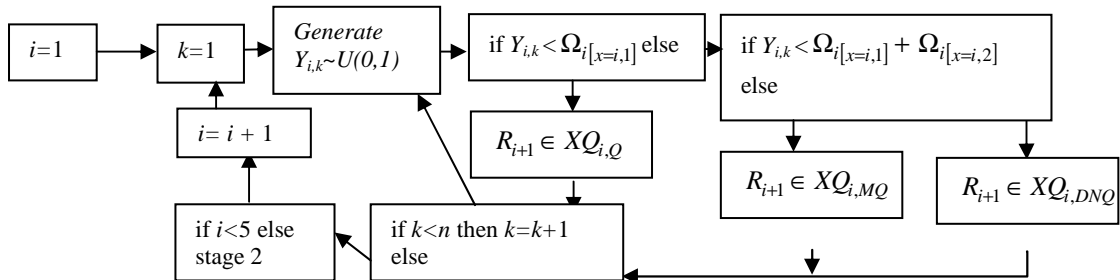 i=1
k=1
Generate
Y_{i,k}~U(0,1)
if Y_{i,k}< Ω_{i[x=i,1]} else
if Y_{i,k}< Ω_{i[x=i,1]} + Ω_{i[x=i,2]}
else
i= i + 1
R_{i+1} ∈ XQ_{i,Q}
R_{i+1} ∈ XQ_{i,MQ}
R_{i+1} ∈ XQ_{i,DNQ}
if i<5 else
stage 2
if k<n then k=k+1
else